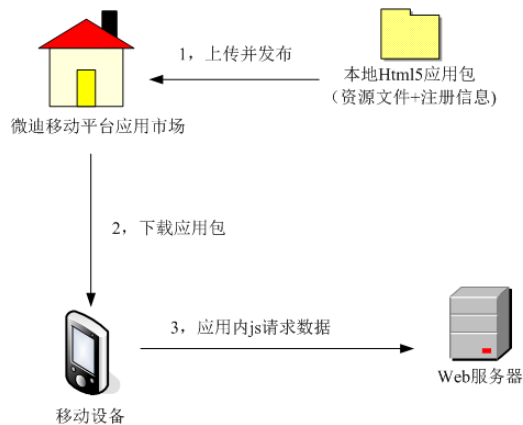 1，上传并发布
本地Html5应用包
（资源文件+注册信息)
微迪移动平台应用市场
2，下载应用包
3，应用内js请求数据
Web服务器
移动设备